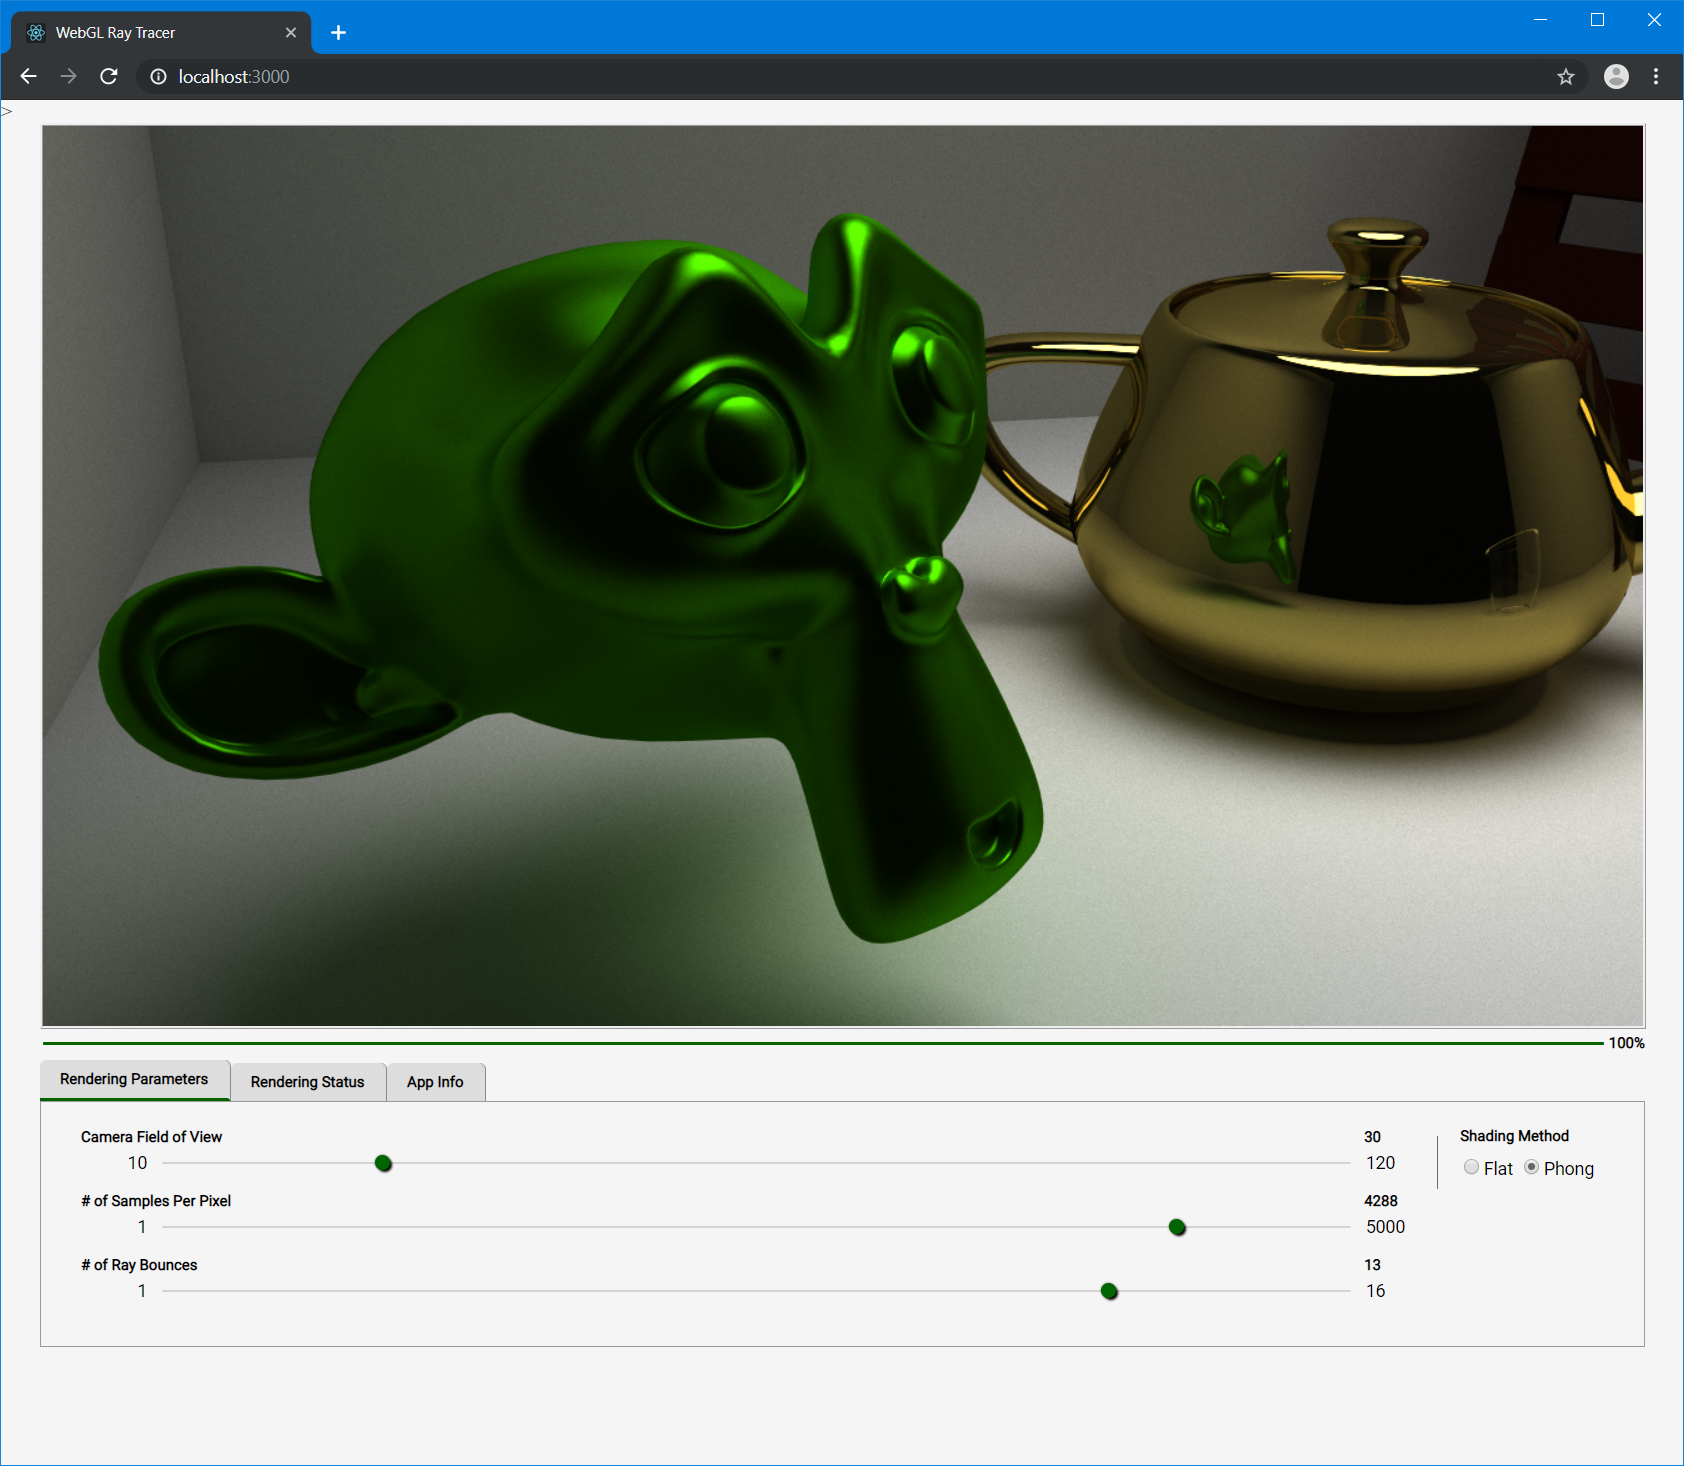 WebGL Ray Tracer
localhost:3000
>
100%
Rendering Parameters Rendering Status App Info
Camera Field of View 30 Shading Method
10 120 Flat Phong
# of Samples Per Pixel 4288
1 5000
# of Ray Bounces 13
1 16